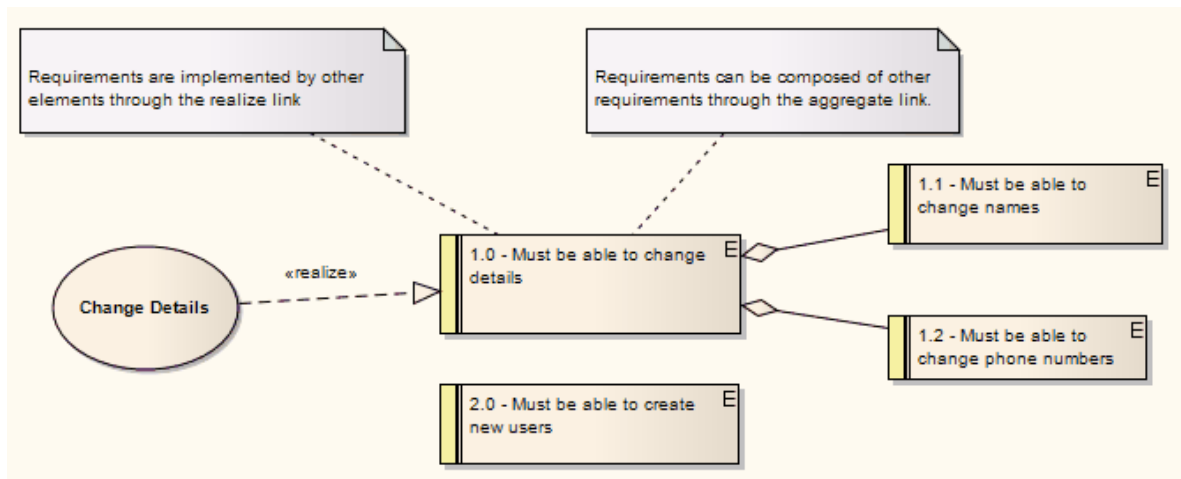 Requirements are implemented by other
elements through the realize link
Requirements can be composed of other
requirements through the aggregate link.
E
1.1 - Must be able to
change names
E
1.0 - Must be able to change
details
«realize»
Change Details
E
1.2 - Must be able to
change phone numbers
E
2.0 - Must be able to create
new users